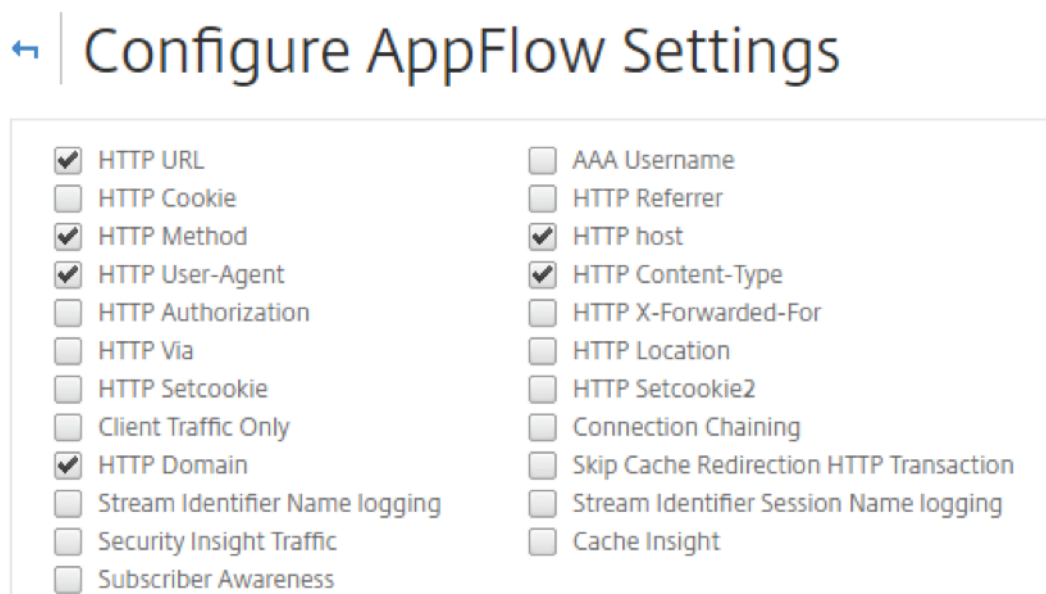 Configure AppFlow Settings
HTTP URL
AAA Username
HTTP Cookie
HTTP Referrer
HTTP Method
HTTP host
HTTP User-Agent
HTTP Content-Type
HTTP Authorization
HTTP X-Forwarded-For
HTTP Via
HTTP Location
HTTP Setcookie
HTTP Setcookie2
Client Traffic Only
Connection Chaining
HTTP Domain
Skip Cache Redirection HTTP Transaction
Stream Identifier Name logging
Stream Identifier Session Name logging
Security Insight Traffic
Cache Insight
Subscriber Awareness